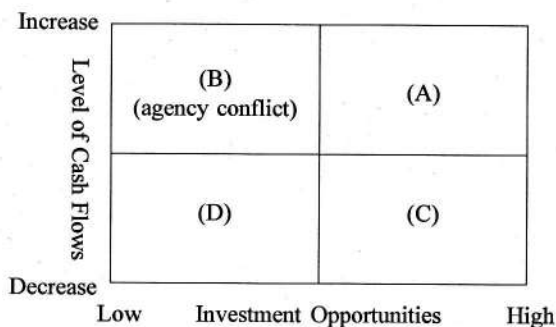 Increase
Level of Cash Flows
(B)
(agency conflict)
(A)
(D)
(C)
Decrease
Low Investment Opportunities High